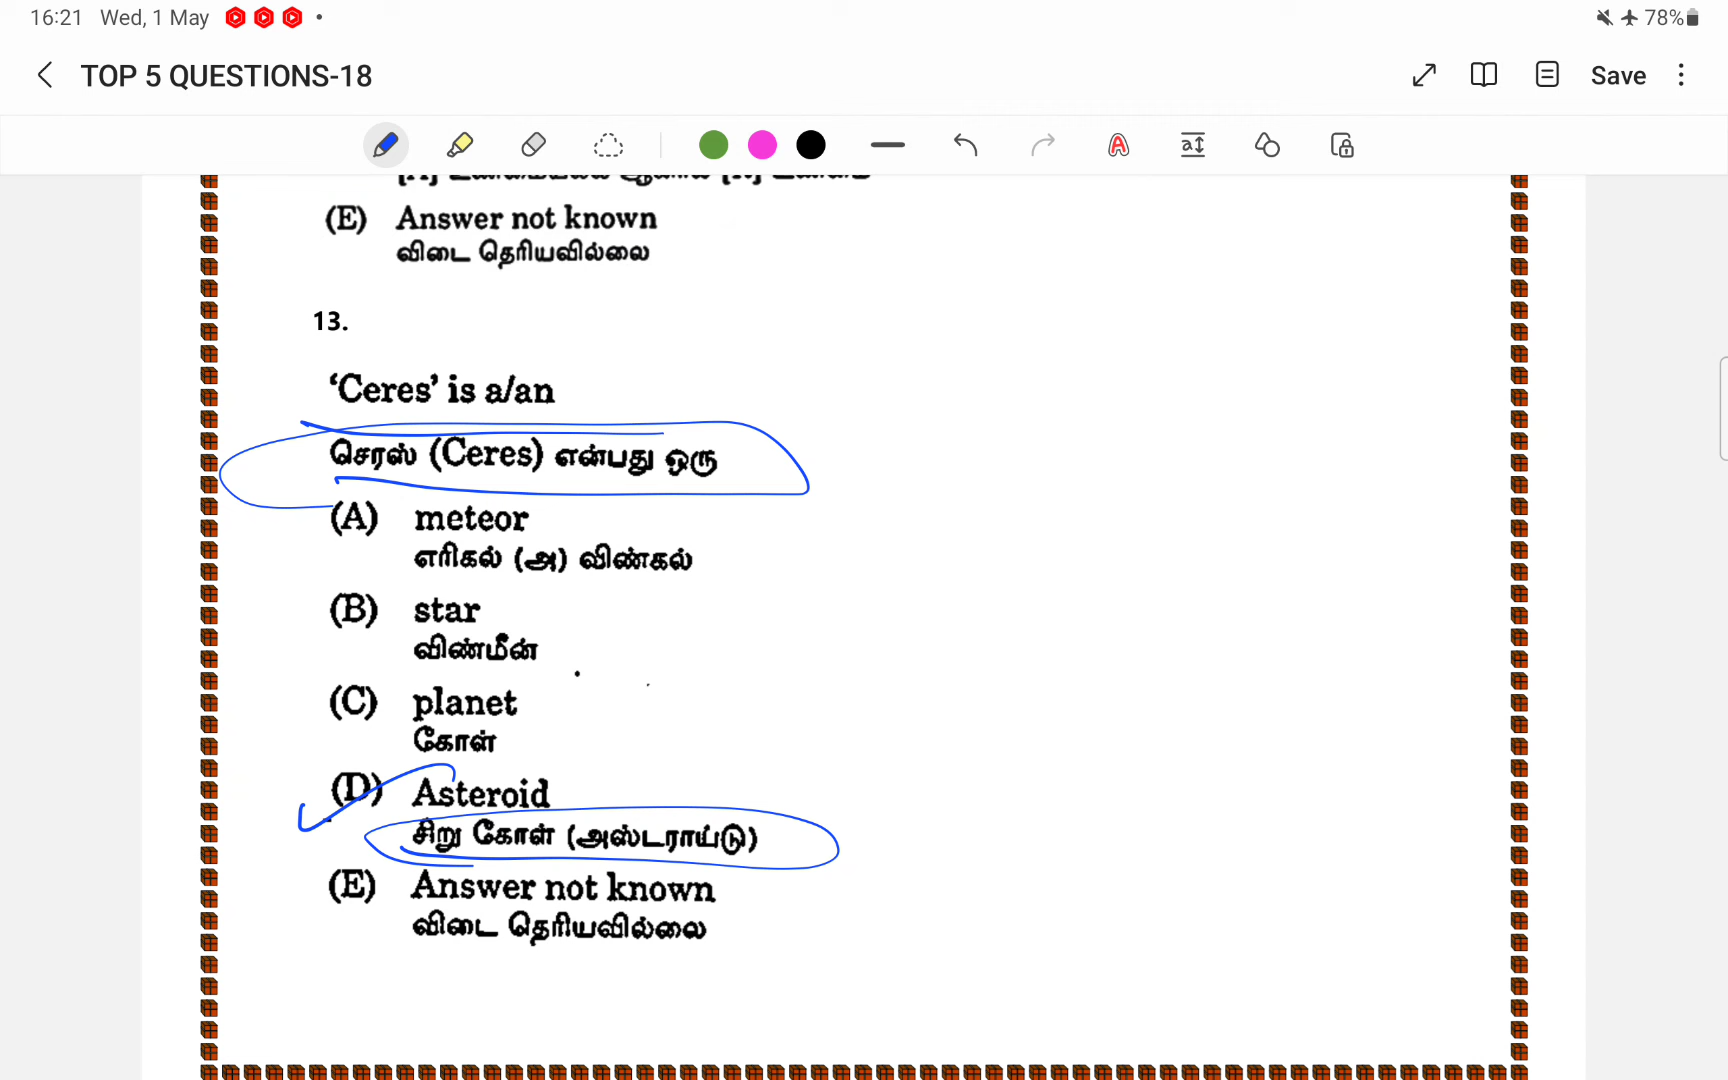 16:21 Wed, 1 May
78%
TOP 5 QUESTIONS-18
Save
(E) Answer not known
விடை தெரியவில்லை
13.
‘Ceres’ is a/an
செரஸ் (Ceres) என்பது ஒரு
(A) meteor
எரிகல் (அ) விண்கல்
(B) star
விண்மீன்
(C) planet
கோள்
(D) Asteroid
சிறு கோள் (அஸ்டராய்டு)
(E) Answer not known
விடை தெரியவில்லை